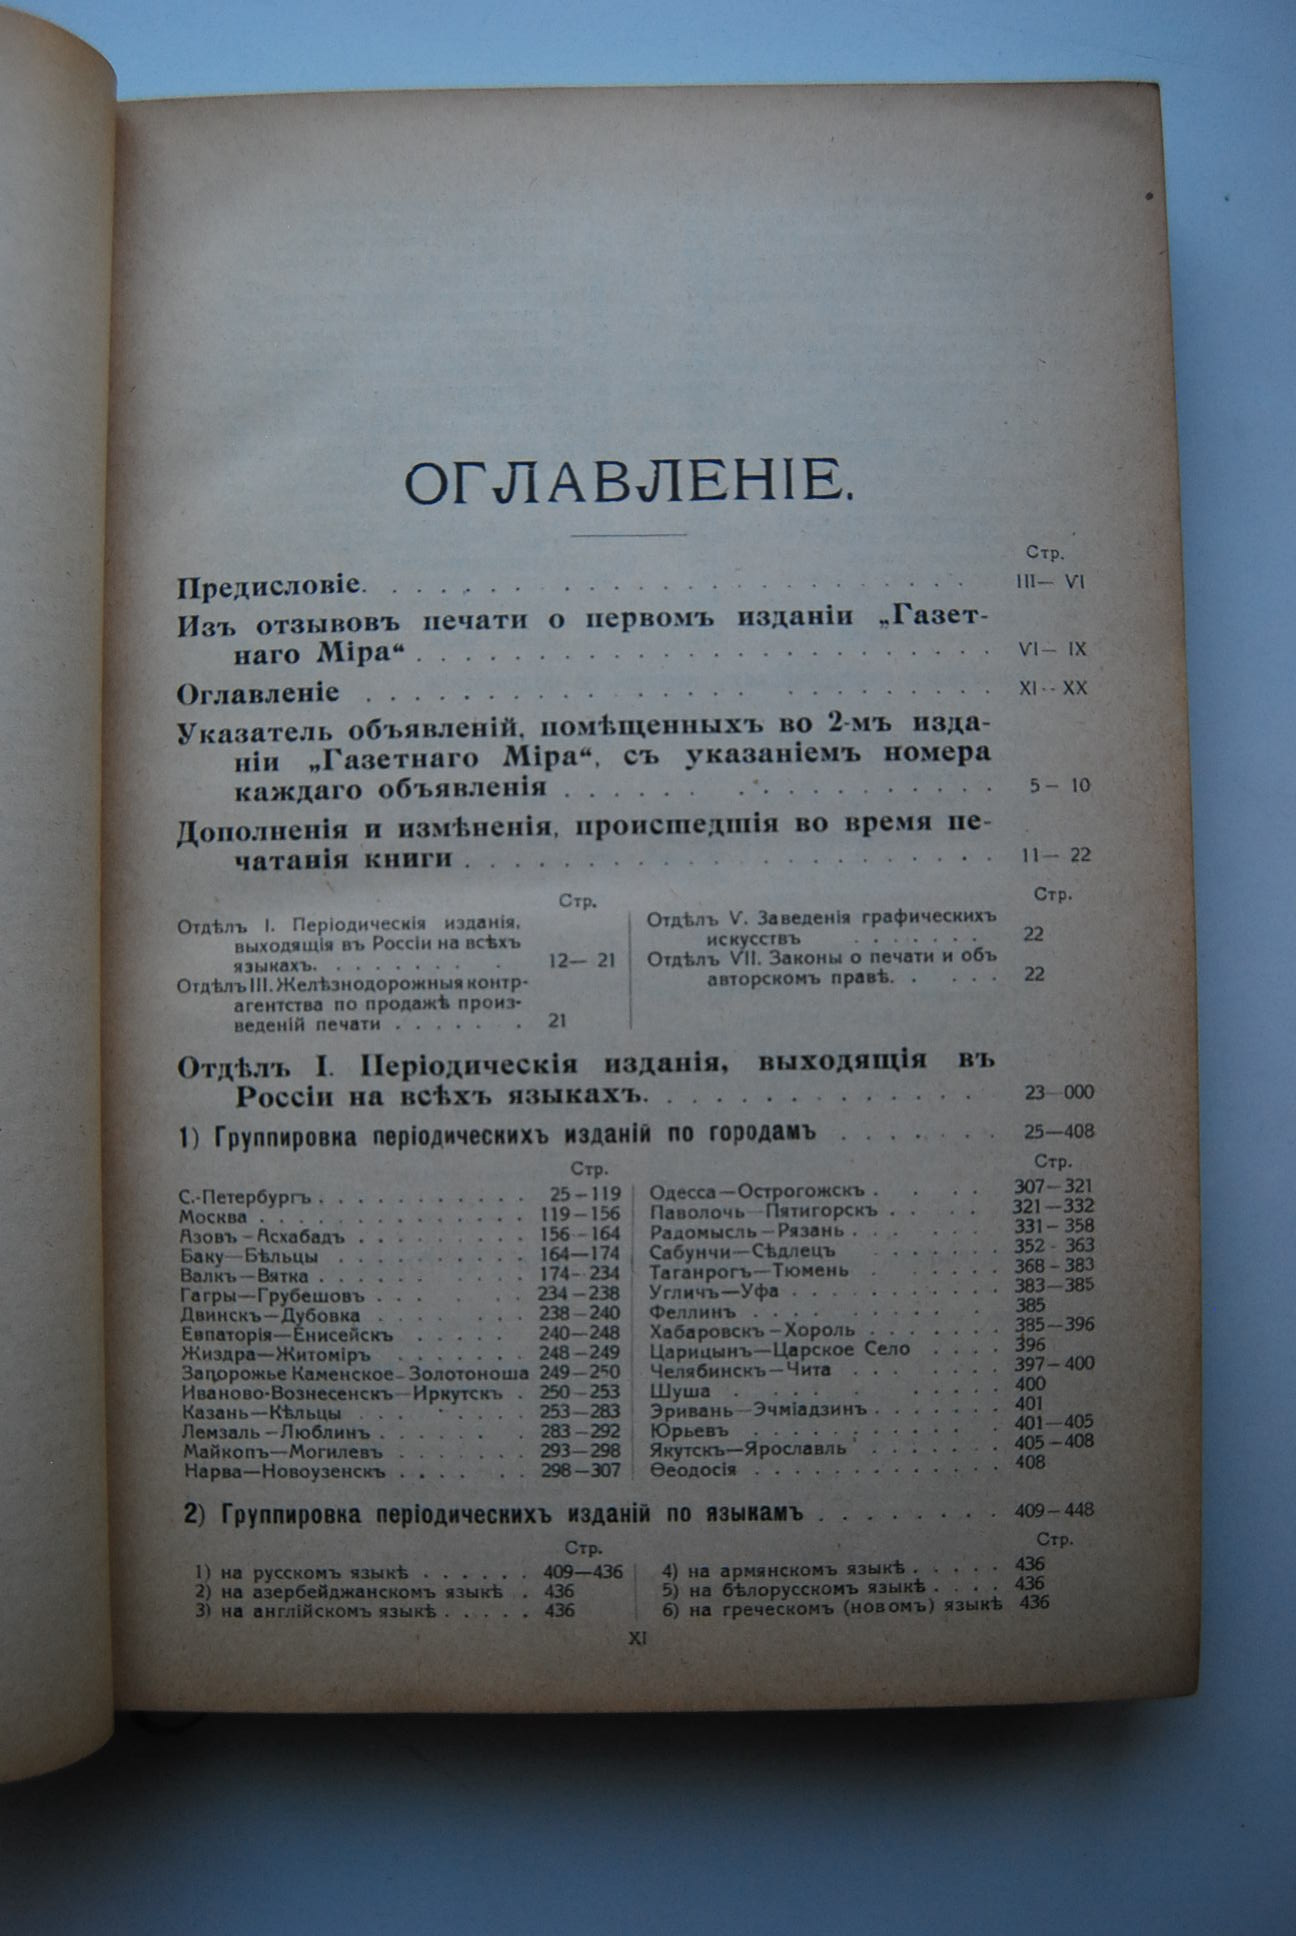 ОГЛАВЛЕНІЕ.
Стр.
Предисловіе. III— VI
Изъ отзывовъ печати о первомъ изданіи „Газет-
наго Міра“ VI— IX
Оглавленіе XI-- XX
Указатель объявленій, помѣщенныхъ во 2-мъ изда-
ніи „Газетнаго Міра“, съ указаніемъ номера
каждаго объявленія 5— 10
Дополненія и измѣненія, происшедшія во время пе-
чатанія книги 11— 22
Стр.
Отдѣлъ I. Періодическія изданія,
выходящія въ Россіи на всѣхъ
языкахъ. 12— 21
Отдѣлъ III. Желѣзнодорожныя контр-
агентства по продажѣ произ-
веденій печати 21
Стр.
Отдѣлъ V. Заведенія графическихъ
искусствъ 22
Отдѣлъ VII. Законы о печати и объ
авторскомъ правѣ. 22
Отдѣлъ I. Періодическія изданія, выходящія въ
Россіи на всѣхъ языкахъ. 23—000
1) Группировка періодическихъ изданій по городамъ 25—408
Стр.
С.-Петербургъ 25—119
Москва 119—156
Азовъ—Асхабадъ 156—164
Баку—Бѣльцы 164—174
Валкъ—Вятка 174—234
Гагры—Грубешовъ 234—238
Двинскъ—Дубовка 238—240
Евпаторія—Енисейскъ 240—248
Жиздра—Житоміръ 248—249
Запорожье Каменское—Золотоноша 249—250
Иваново-Вознесенскъ—Иркутскъ 250—253
Казань—Кѣльцы 253—283
Лемзаль—Люблинъ 283—292
Майкопъ—Могилевъ 293—298
Нарва—Новоузенскъ 298—307
Стр.
Одесса—Острогожскъ 307—321
Паволочь—Пятигорскъ 321—332
Радомысль—Рязань 331—358
Сабунчи—Сѣдлецъ 352-363
Таганрогъ—Тюмень 368—383
Угличъ—Уфа 383—385
Феллинъ 385
Хабаровскъ—Хороль 385—396
Царицынъ—Царское Село 396
Челябинскъ—Чита 397—400
Шуша 400
Эривань—Эчміадзинъ 401
Юрьевъ 401—405
Якутскъ—Ярославль 405—408
Ѳеодосія 408
2) Группировка періодическихъ изданій по языкамъ 409—448
Стр.
1) на русскомъ языкѣ 409—436
2) на азербейджанскомъ языкѣ 436
3) на англійскомъ языкѣ 436
Стр.
4) на армянскомъ языкѣ 436
5) на бѣлорусскомъ языкѣ 436
6) на греческомъ (новомъ) языкѣ 436
XI